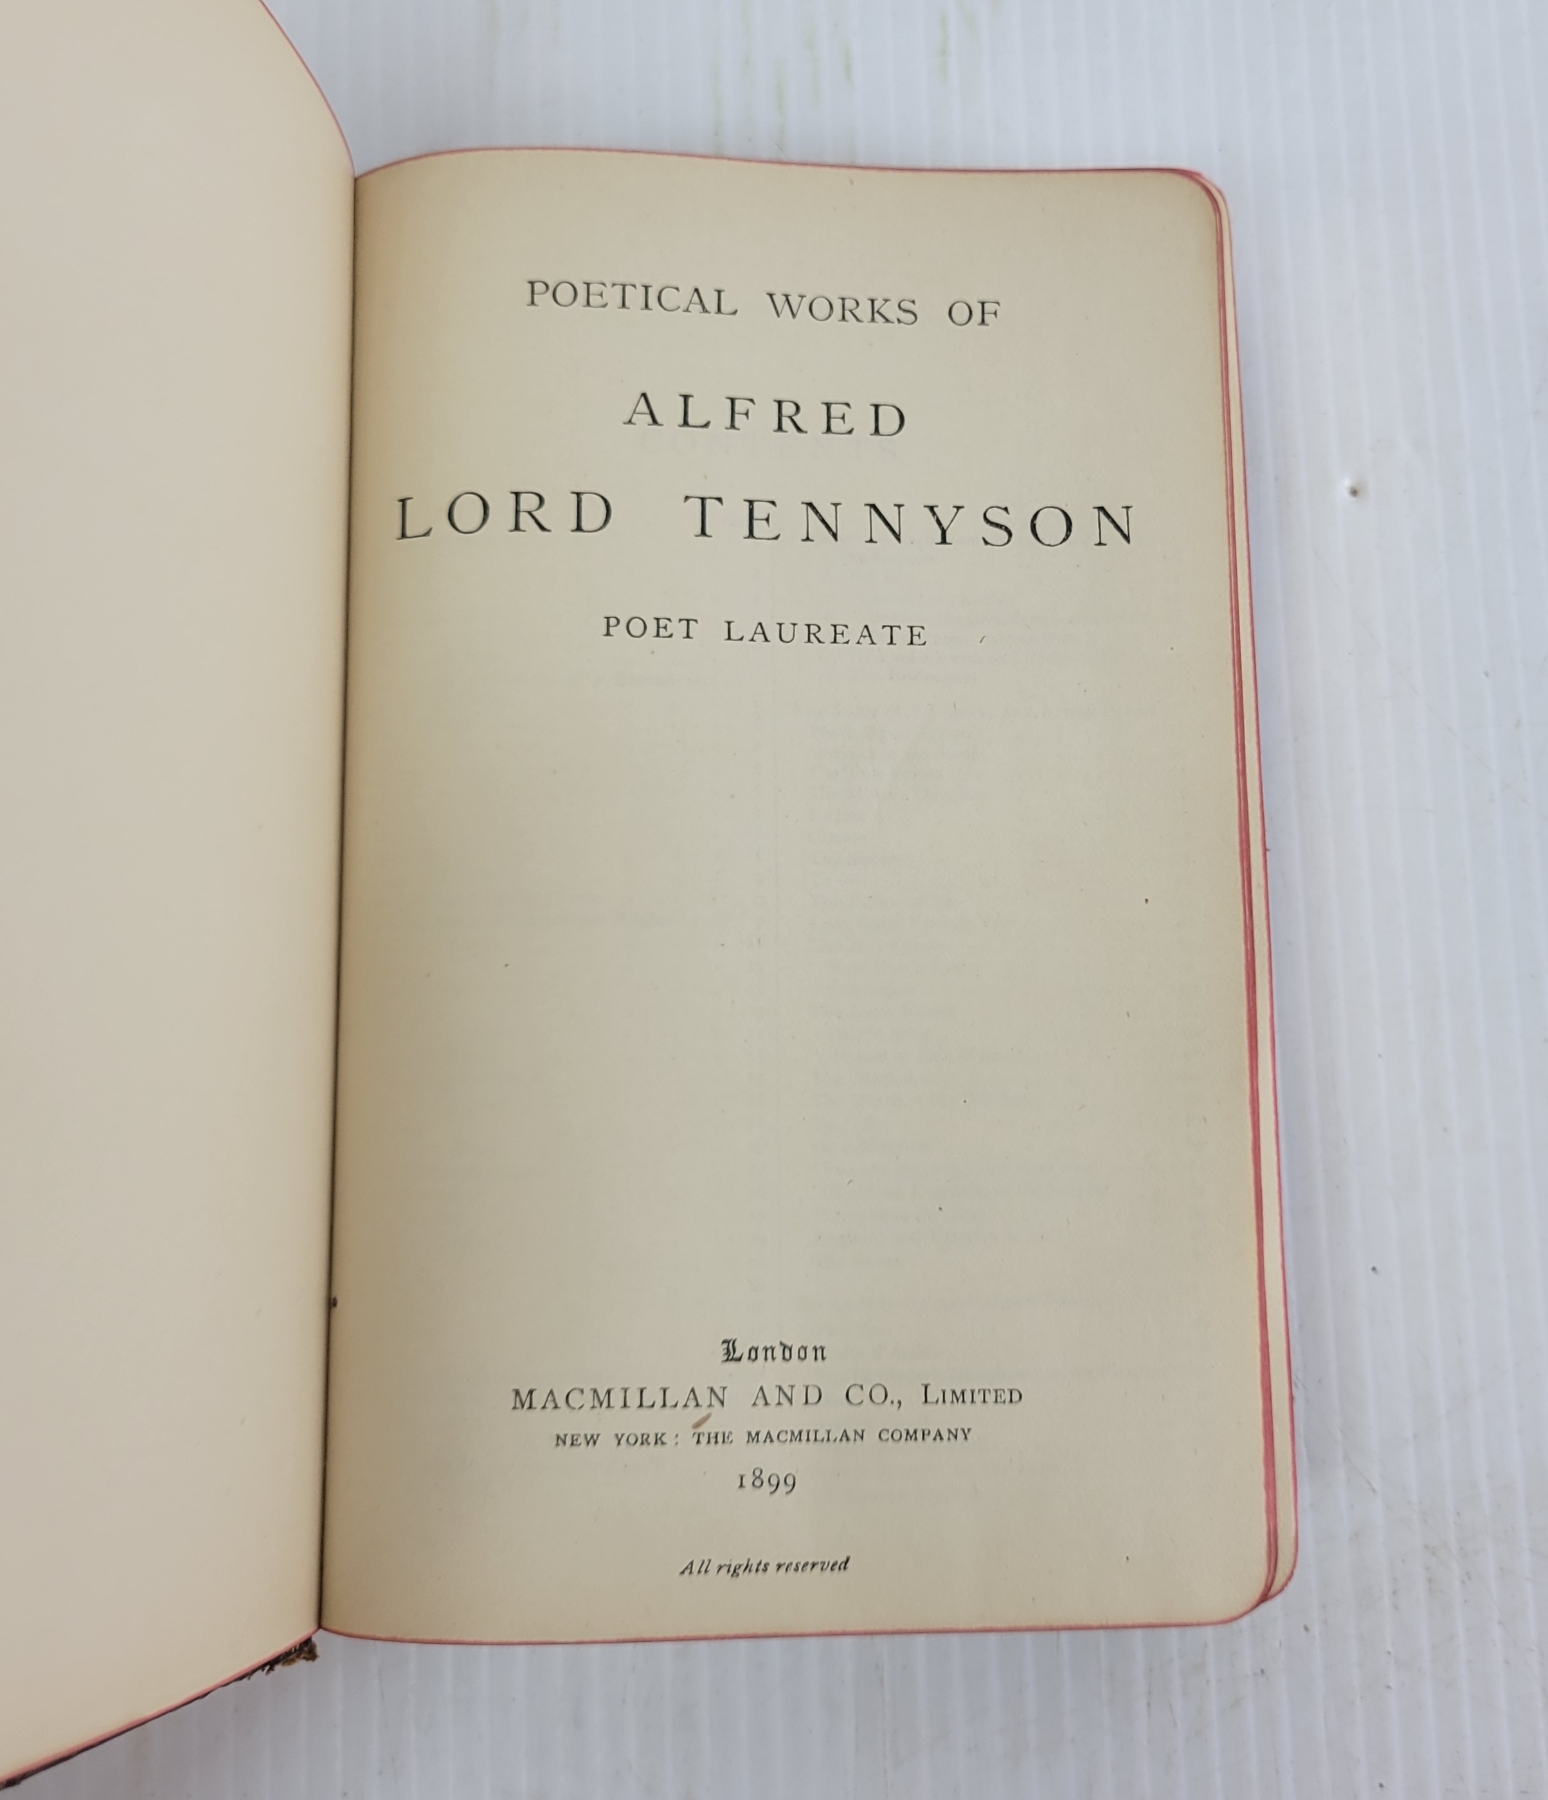 POETICAL WORKS OF
ALFRED
LORD TENNYSON
POET LAUREATE
London
MACMILLAN AND CO., LIMITED
NEW YORK: THE MACMILLAN COMPANY
1899
All rights reserved